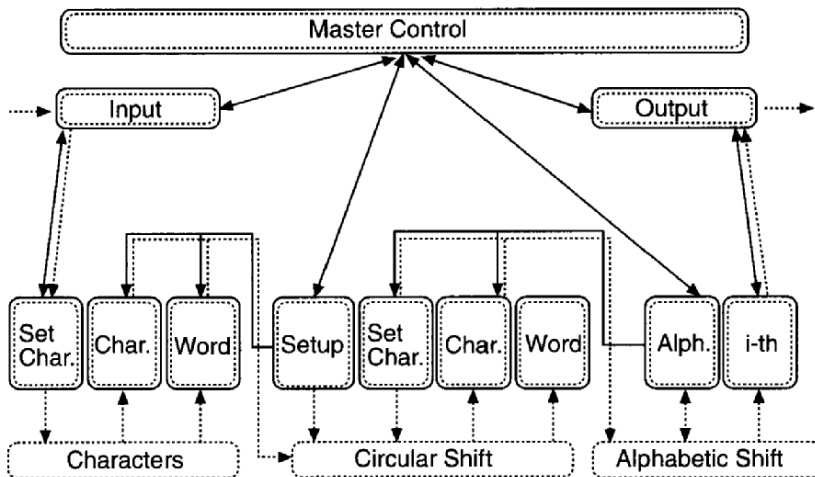 Master Control
Input
Output
Set
Char.
Char.
Word
Setup
Set
Char.
Char.
Word
Alph.
i-th
Characters
Circular Shift
Alphabetic Shift